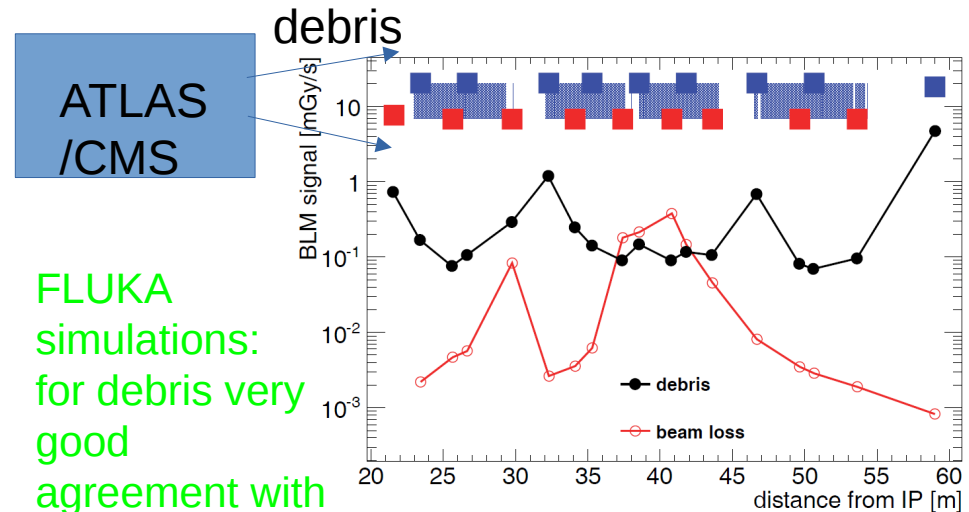 debris
ATLAS
/CMS
FLUKA
simulations:
for debris very
good
agreement with
BLM signal [mGy/s]
10
1
10⁻¹
10⁻²
10⁻³
debris
beam loss
20 25 30 35 40 45 50 55 60
distance from IP [m]